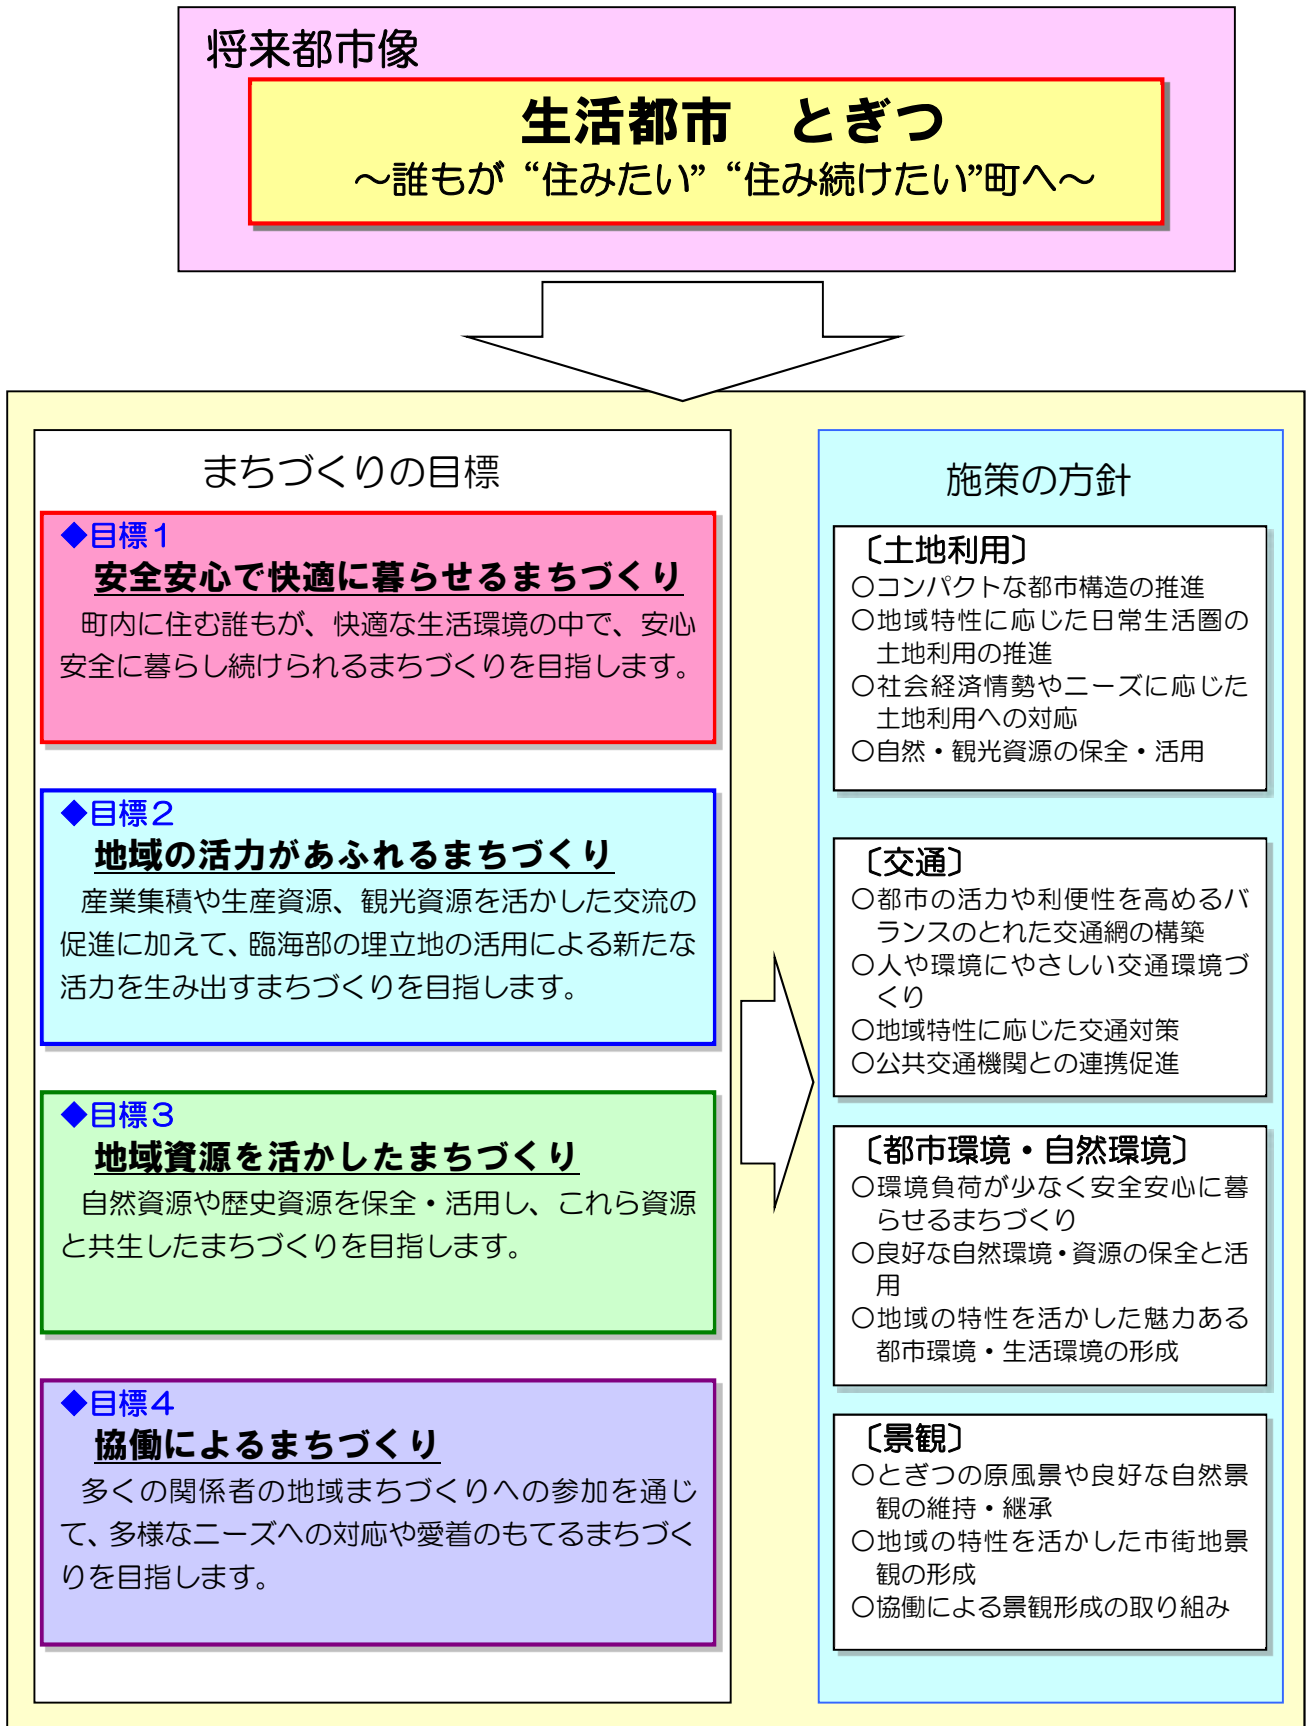 将来都市像
生活都市　とぎつ
～誰もが “住みたい” “住み続けたい”町へ～
まちづくりの目標
◆目標１
安全安心で快適に暮らせるまちづくり
町内に住む誰もが、快適な生活環境の中で、安心
安全に暮らし続けられるまちづくりを目指します。
◆目標２
地域の活力があふれるまちづくり
産業集積や生産資源、観光資源を活かした交流の
促進に加えて、臨海部の埋立地の活用による新たな
活力を生み出すまちづくりを目指します。
◆目標３
地域資源を活かしたまちづくり
自然資源や歴史資源を保全・活用し、これら資源
と共生したまちづくりを目指します。
◆目標４
協働によるまちづくり
多くの関係者の地域まちづくりへの参加を通じ
て、多様なニーズへの対応や愛着のもてるまちづく
りを目指します。
施策の方針
〔土地利用〕
○コンパクトな都市構造の推進
○地域特性に応じた日常生活圏の
土地利用の推進
○社会経済情勢やニーズに応じた
土地利用への対応
○自然・観光資源の保全・活用
〔交通〕
○都市の活力や利便性を高めるバ
ランスのとれた交通網の構築
○人や環境にやさしい交通環境づ
くり
○地域特性に応じた交通対策
○公共交通機関との連携促進
〔都市環境・自然環境〕
○環境負荷が少なく安全安心に暮
らせるまちづくり
○良好な自然環境・資源の保全と活
用
○地域の特性を活かした魅力ある
都市環境・生活環境の形成
〔景観〕
○とぎつの原風景や良好な自然景
観の維持・継承
○地域の特性を活かした市街地景
観の形成
○協働による景観形成の取り組み